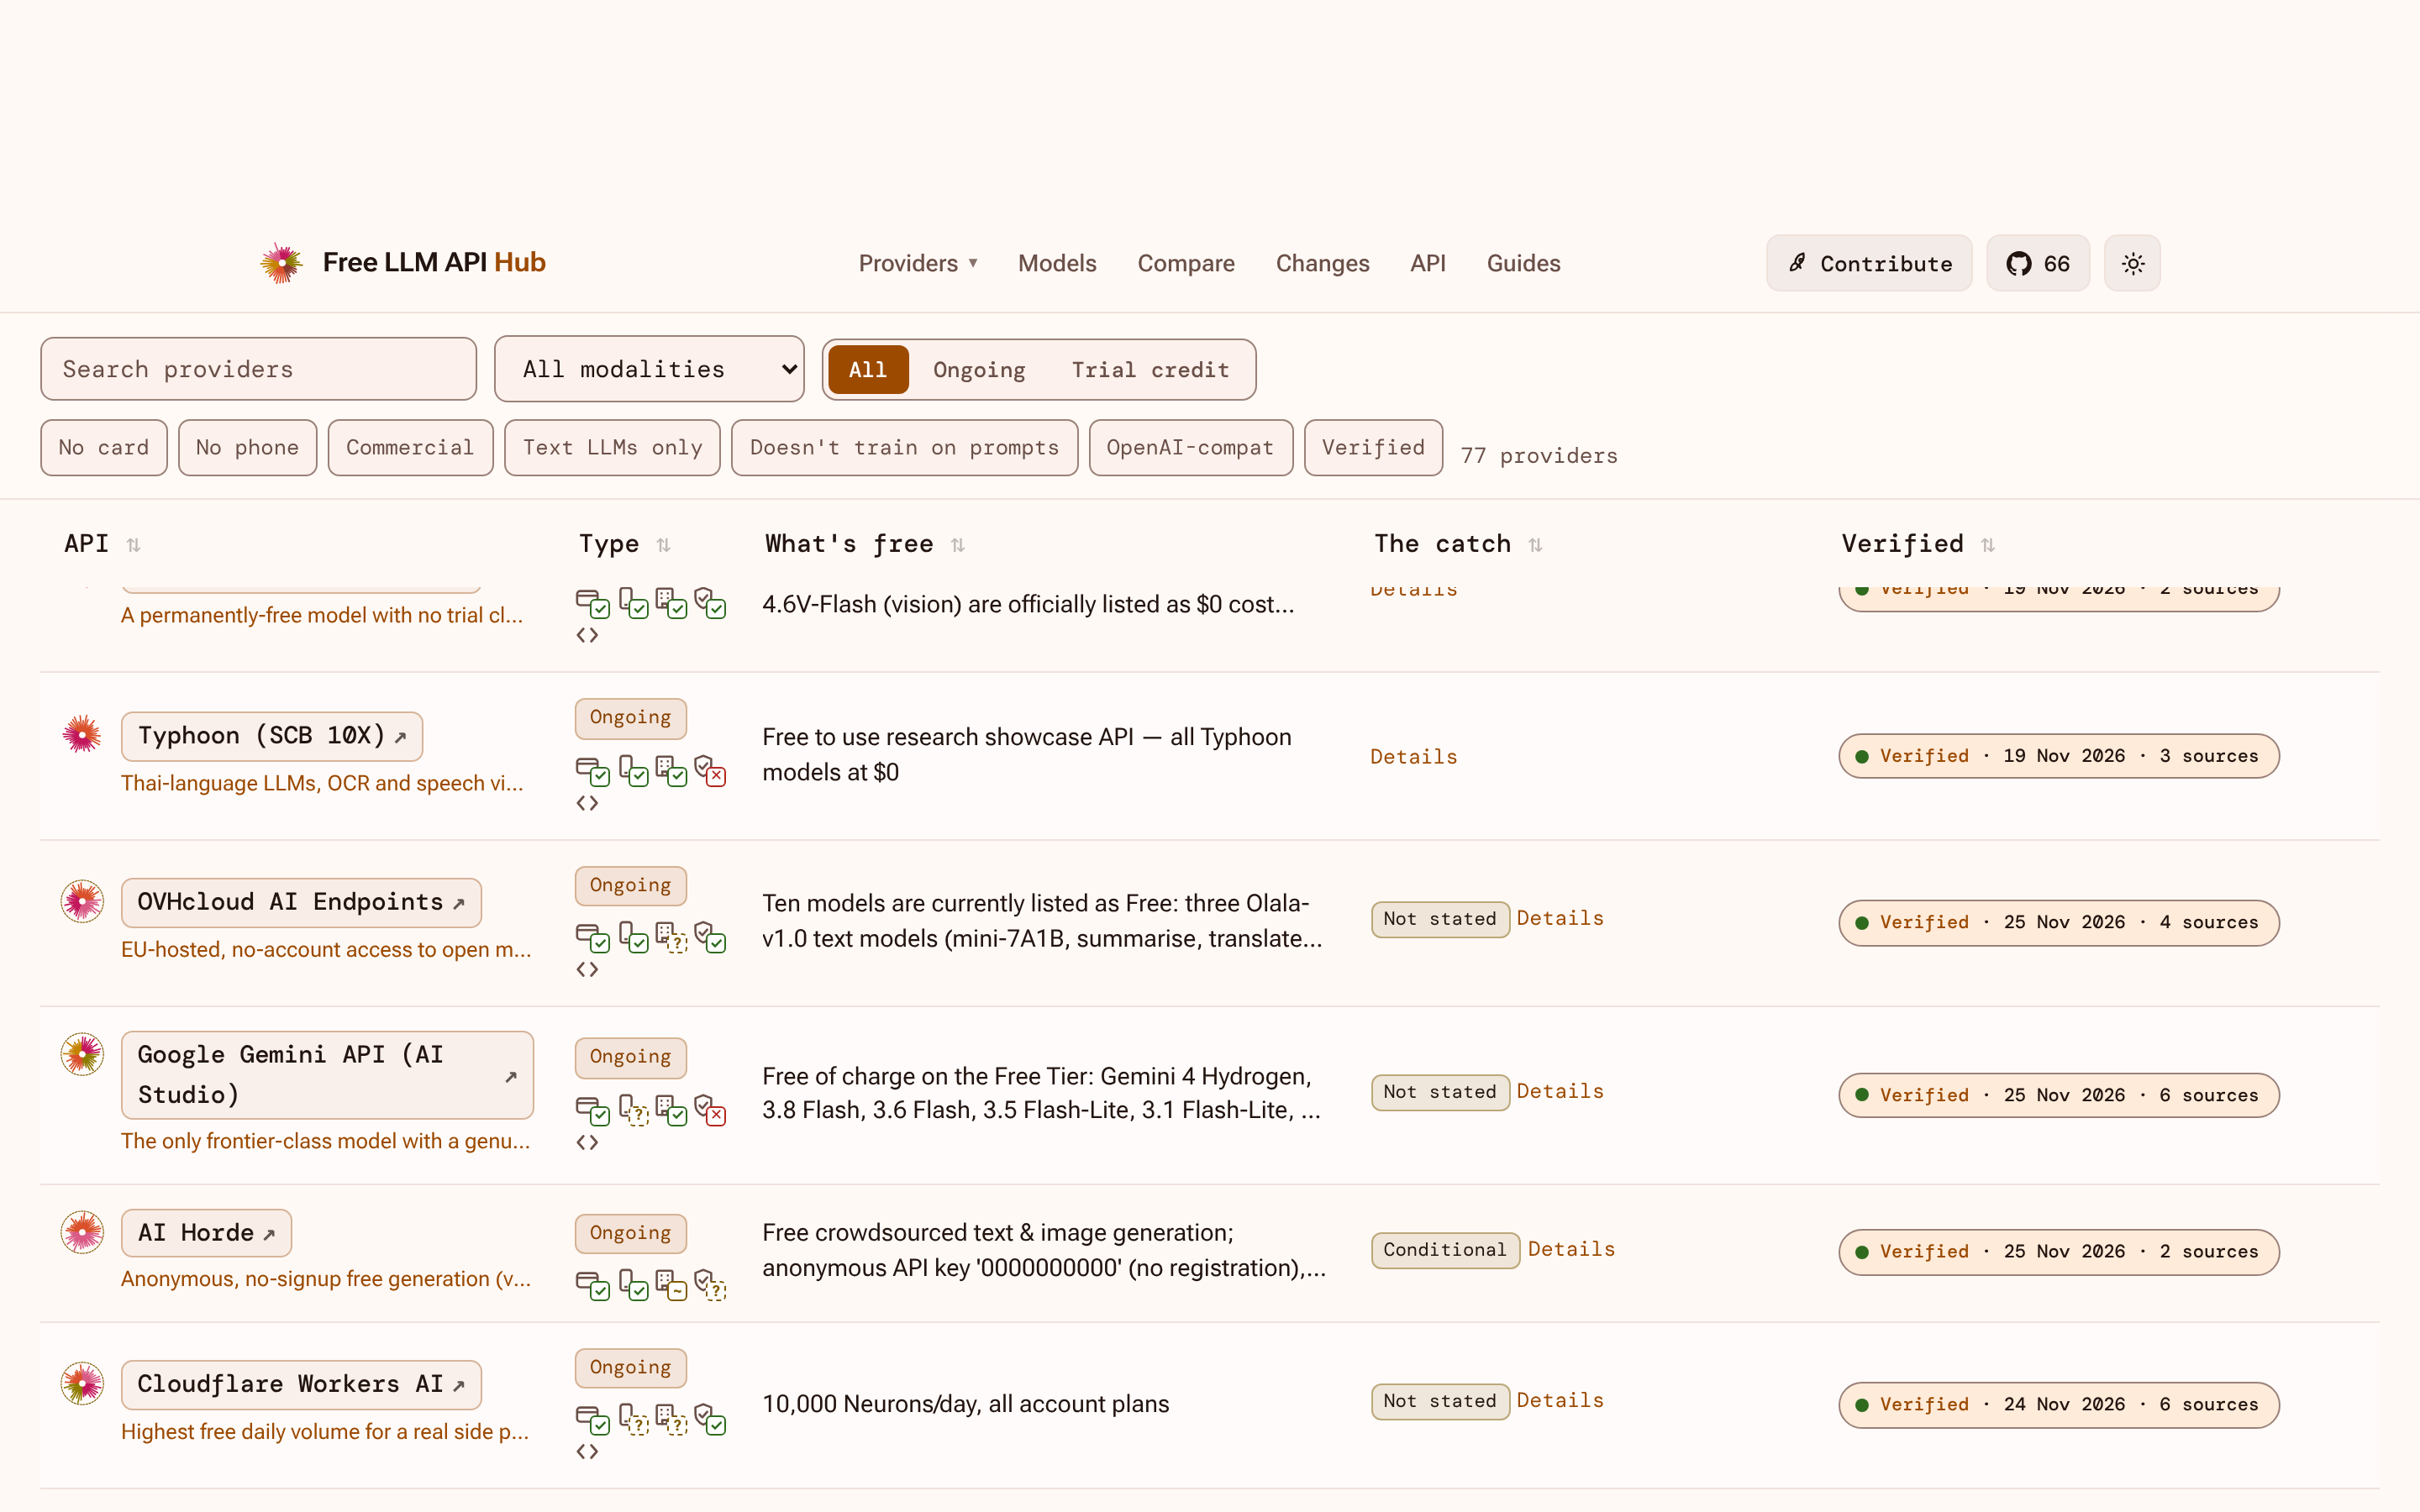 Free LLM API Hub
Providers ▾ Models Compare Changes API Guides
Contribute 66
Search providers All modalities All Ongoing Trial credit
No card No phone Commercial Text LLMs only Doesn't train on prompts OpenAI-compat Verified 77 providers
API ⇅ Type ⇅ What's free ⇅ The catch ⇅ Verified ⇅
A permanently-free model with no trial cl...
4.6V-Flash (vision) are officially listed as $0 cost...
Details
Verified · 19 Nov 2026 · 2 sources
Typhoon (SCB 10X) ↗
Thai-language LLMs, OCR and speech vi...
Ongoing
Free to use research showcase API — all Typhoon
models at $0
Details
Verified · 19 Nov 2026 · 3 sources
OVHcloud AI Endpoints ↗
EU-hosted, no-account access to open m...
Ongoing
Ten models are currently listed as Free: three Olala-
v1.0 text models (mini-7A1B, summarise, translate...
Not stated Details
Verified · 25 Nov 2026 · 4 sources
Google Gemini API (AI
Studio) ↗
The only frontier-class model with a genu...
Ongoing
Free of charge on the Free Tier: Gemini 4 Hydrogen,
3.8 Flash, 3.6 Flash, 3.5 Flash-Lite, 3.1 Flash-Lite, ...
Not stated Details
Verified · 25 Nov 2026 · 6 sources
AI Horde ↗
Anonymous, no-signup free generation (v...
Ongoing
Free crowdsourced text & image generation;
anonymous API key '0000000000' (no registration),...
Conditional Details
Verified · 25 Nov 2026 · 2 sources
Cloudflare Workers AI ↗
Highest free daily volume for a real side p...
Ongoing
10,000 Neurons/day, all account plans
Not stated Details
Verified · 24 Nov 2026 · 6 sources